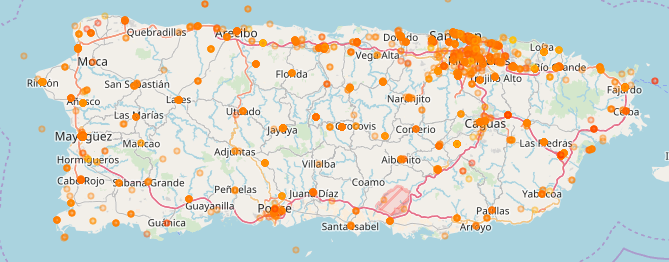 Quebradillas
Arecibo
Dorado
San Juan
Moca
Vega Alta
Loíza
Río Grande
Trujillo Alto
Rincón
San Sebastián
Florida
Fajardo
Añasco
Lares
Naranjito
Utuado
Ceiba
Las Marías
Jayuya
Orocovis
Comerío
Caguas
Mayagüez
Maricao
Las Piedras
Hormigueros
Adjuntas
Villalba
Aibonito
Cabo Rojo
Sabana Grande
Peñuelas
Juana Díaz
Coamo
Yabucoa
Guayanilla
Ponce
Patillas
Guánica
Santa Isabel
Arroyo